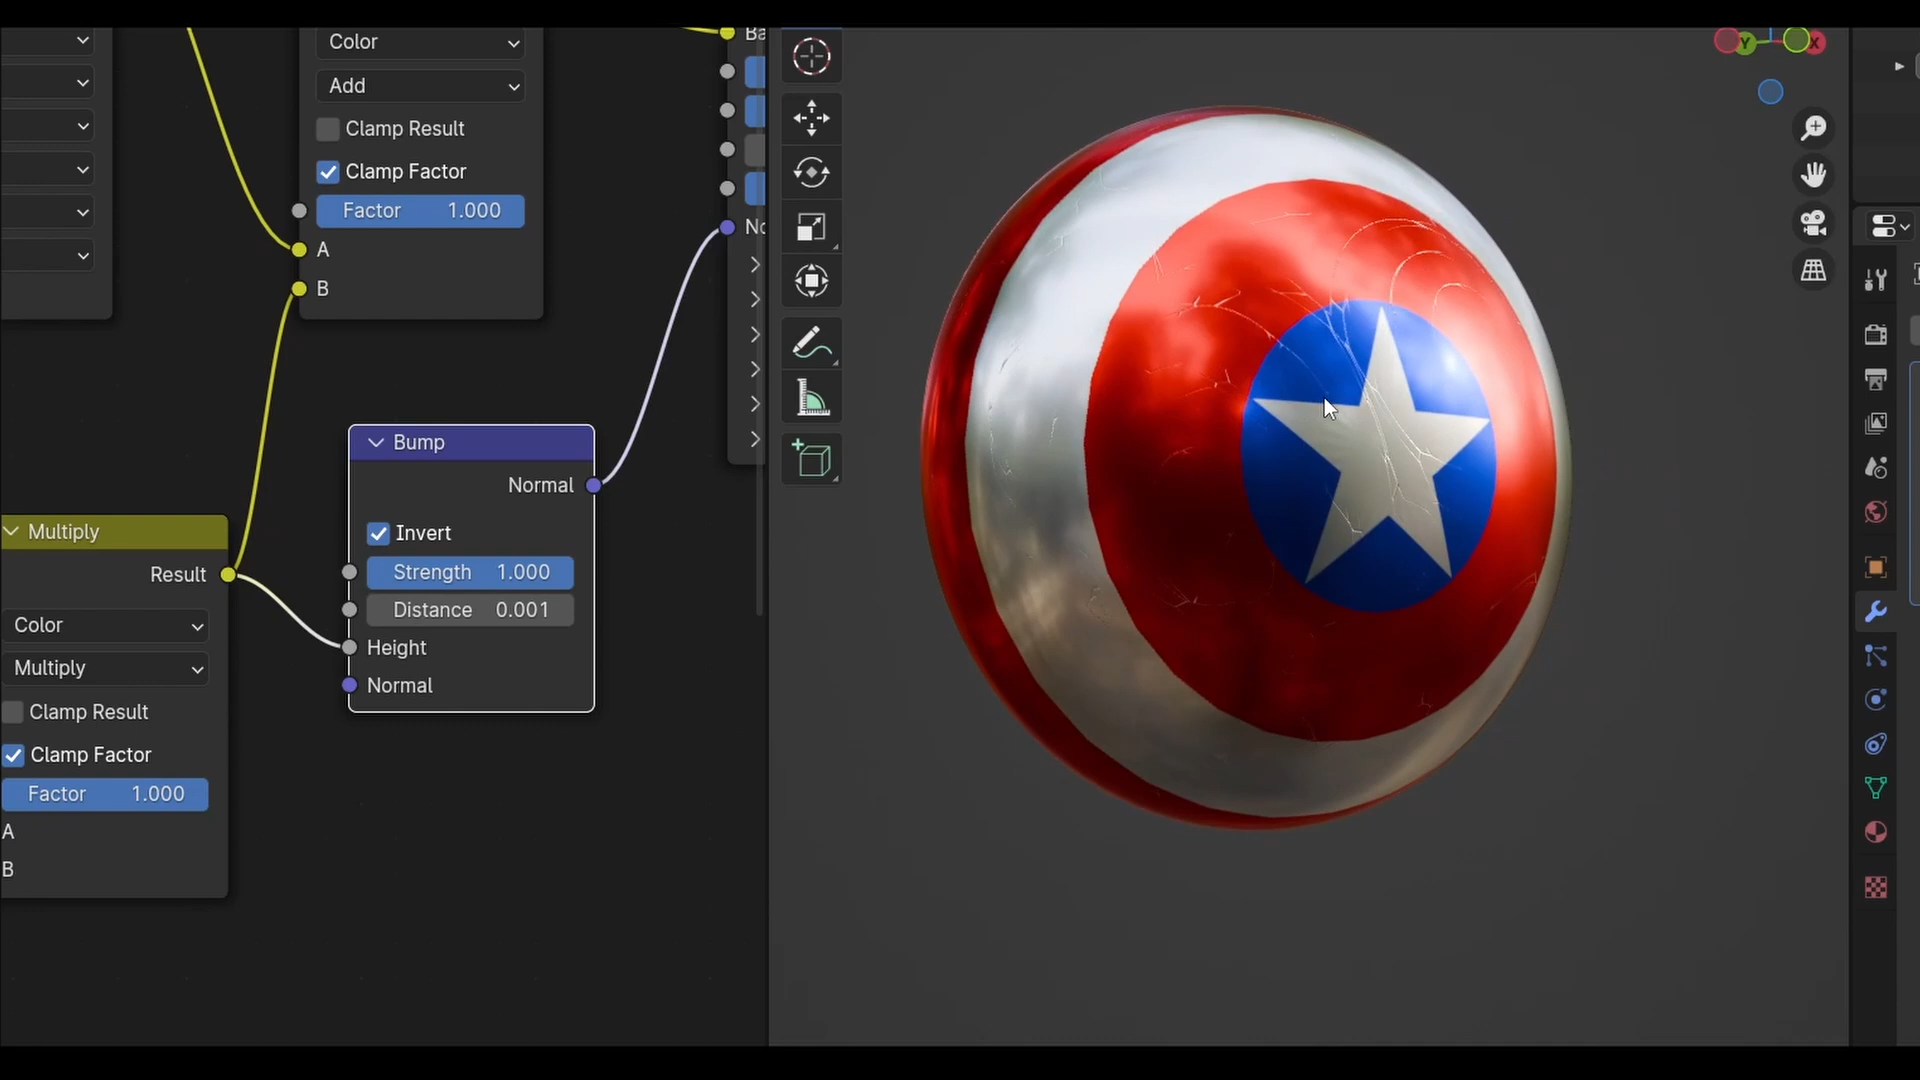 Color
Add
Clamp Result
Clamp Factor
Factor 1.000
A
B
Ba
Y
X
Bump
Normal
Invert
Strength 1.000
Distance 0.001
Height
Normal
Multiply
Result
Color
Multiply
Clamp Result
Clamp Factor
Factor 1.000
A
B